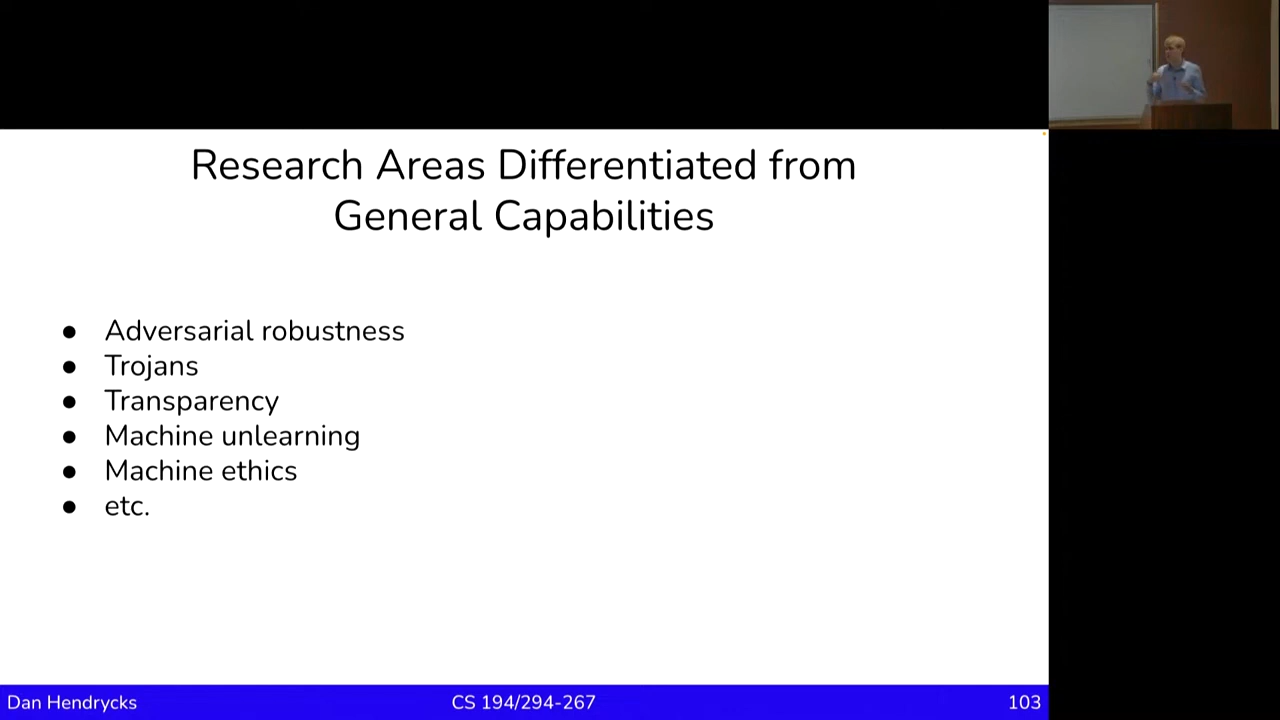 Research Areas Differentiated from
General Capabilities
● Adversarial robustness
● Trojans
● Transparency
● Machine unlearning
● Machine ethics
● etc.
Dan Hendrycks CS 194/294-267 103